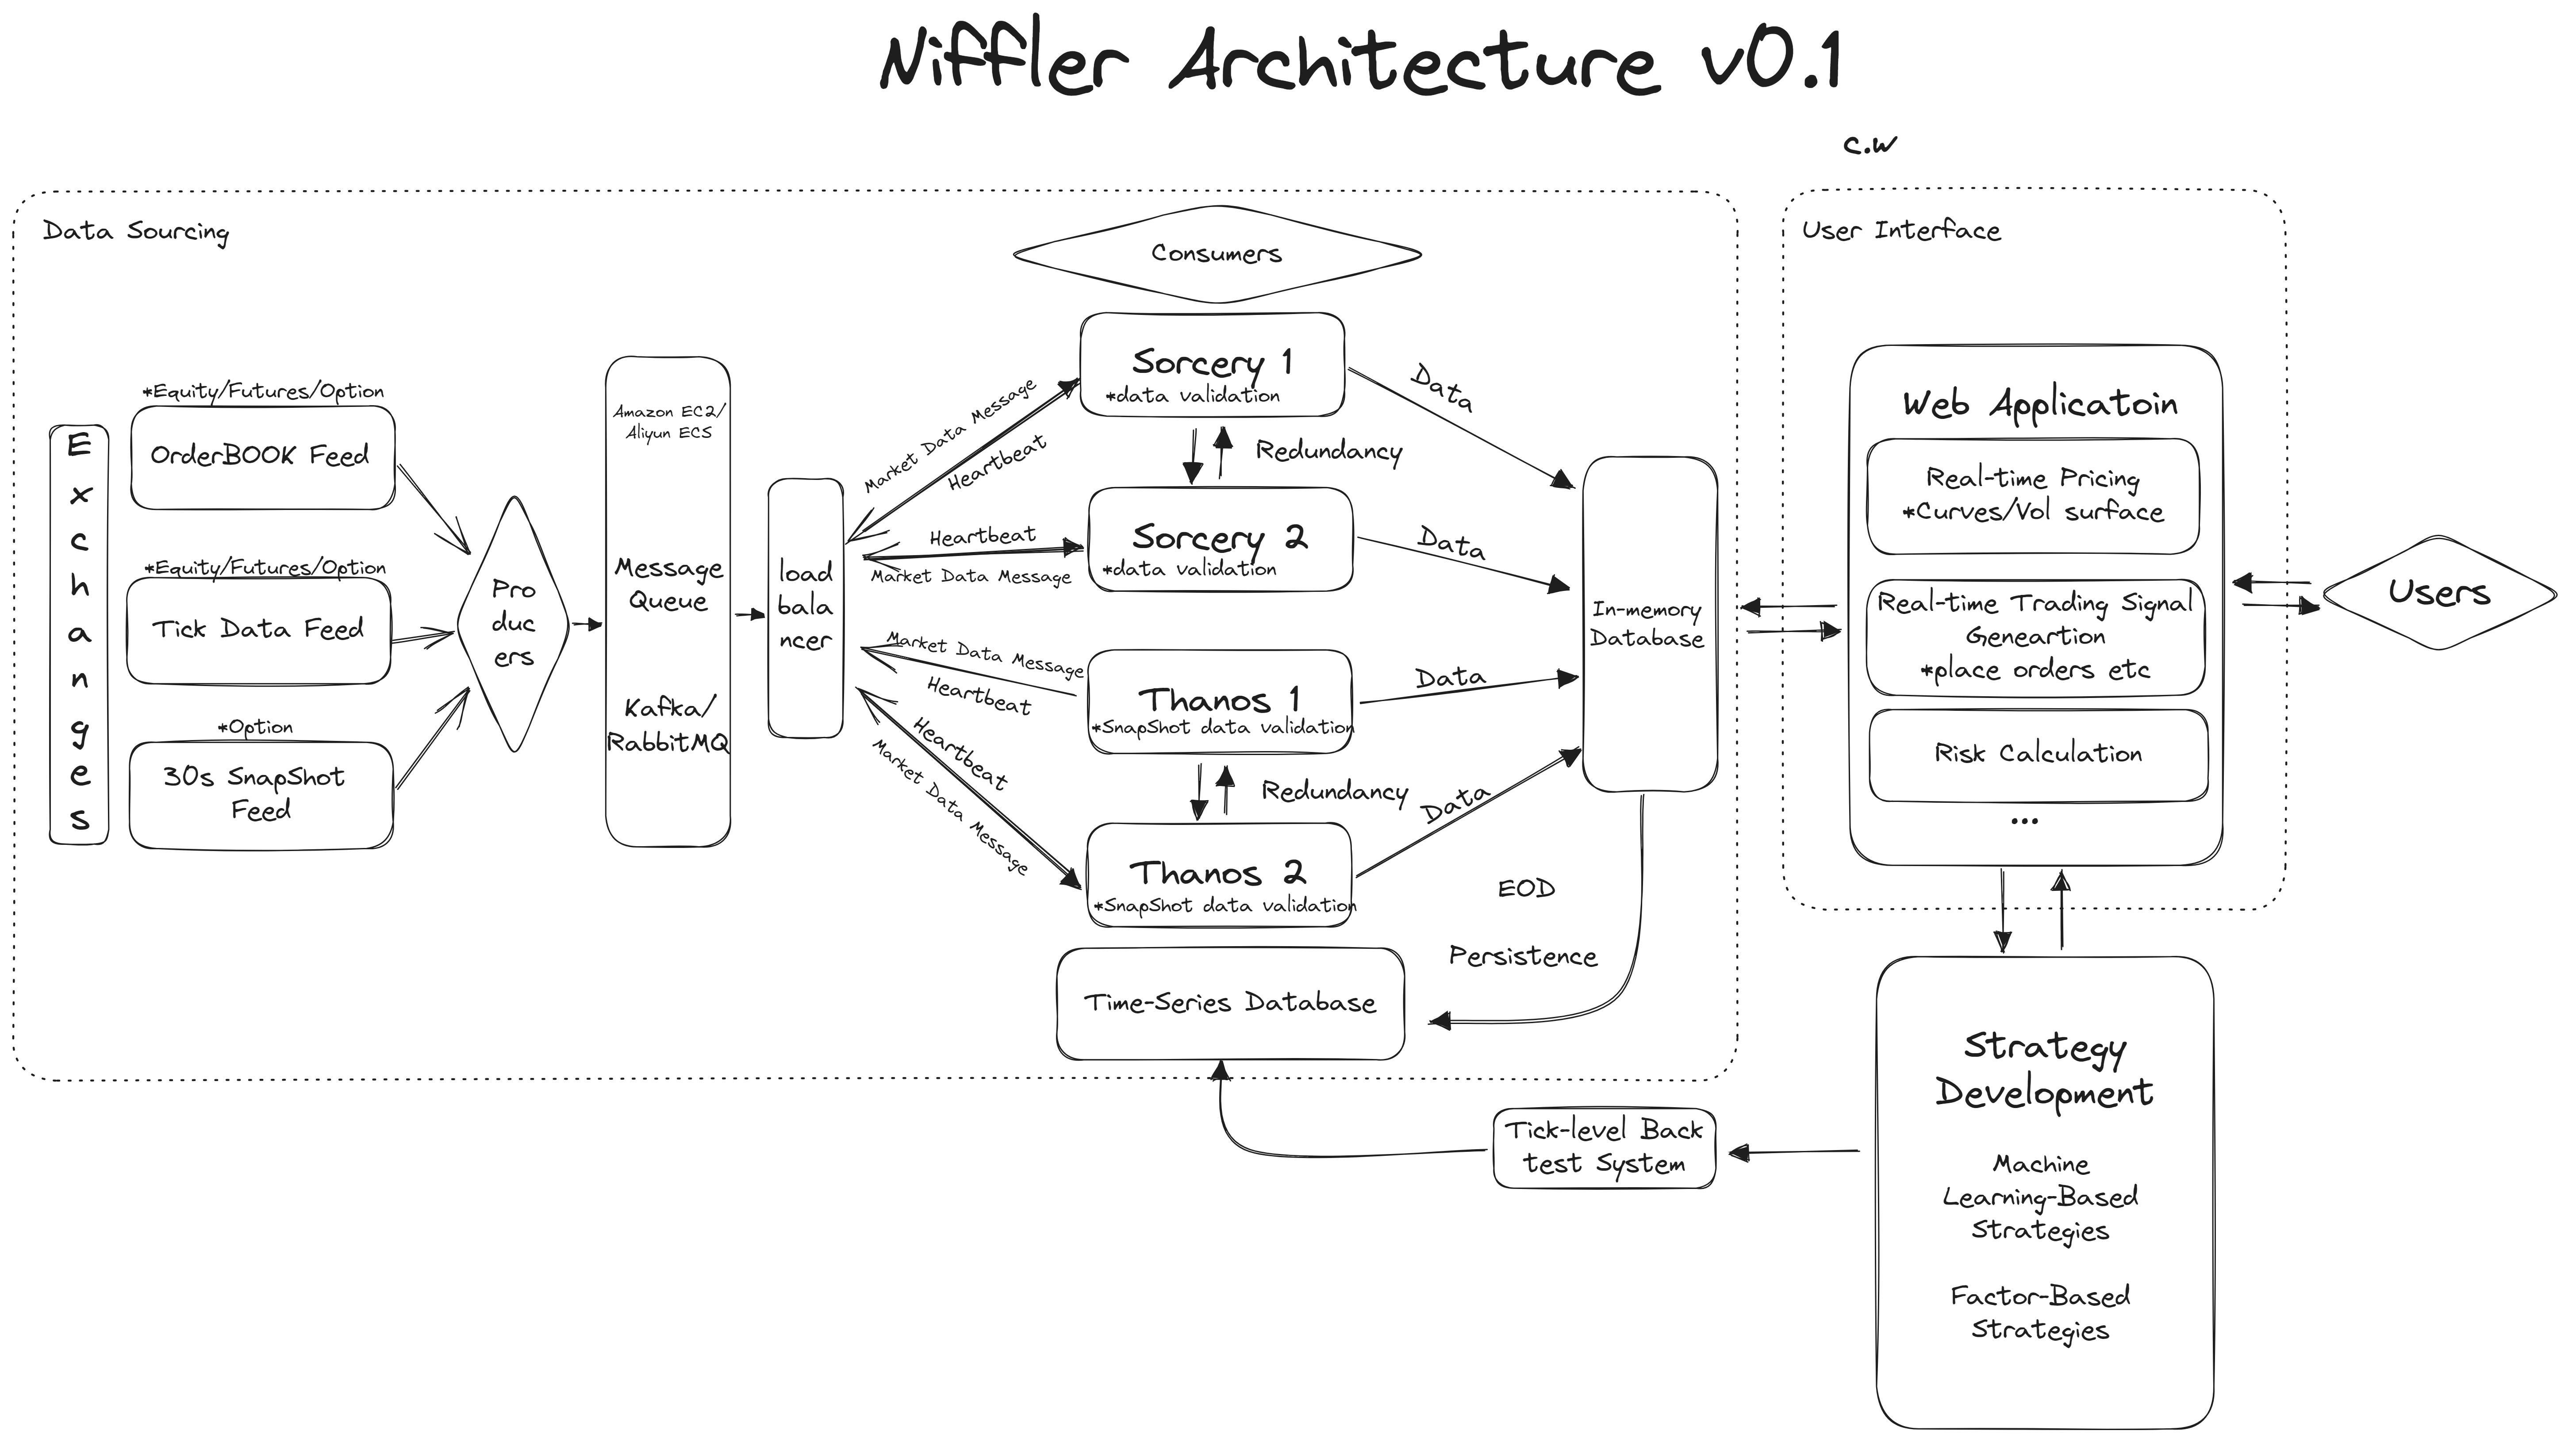 Niffler Architecture v0.1
c.w
Data Sourcing
Exchanges
*Equity/Futures/Option
OrderBOOK Feed
*Equity/Futures/Option
Tick Data Feed
*Option
30s SnapShot
Feed
Pro
duc
ers
Amazon EC2/
Aliyun ECS
Message
Queue
Kafka/
RabbitMQ
load
bala
ncer
Consumers
Market Data Message
Heartbeat
Sorcery 1
*data validation
Redundancy
Heartbeat
Market Data Message
Sorcery 2
*data validation
Market Data Message
Heartbeat
Thanos 1
*SnapShot data validation
Redundancy
Heartbeat
Market Data Message
Thanos 2
*SnapShot data validation
Data
Data
Data
Data
In-memory
Database
EOD
Persistence
Time-Series Database
User Interface
Web Applicatoin
Real-time Pricing
*Curves/Vol surface
Real-time Trading Signal
Geneartion
*place orders etc
Risk Calculation
...
Users
Tick-level Back
test System
Strategy
Development
Machine
Learning-Based
Strategies
Factor-Based
Strategies